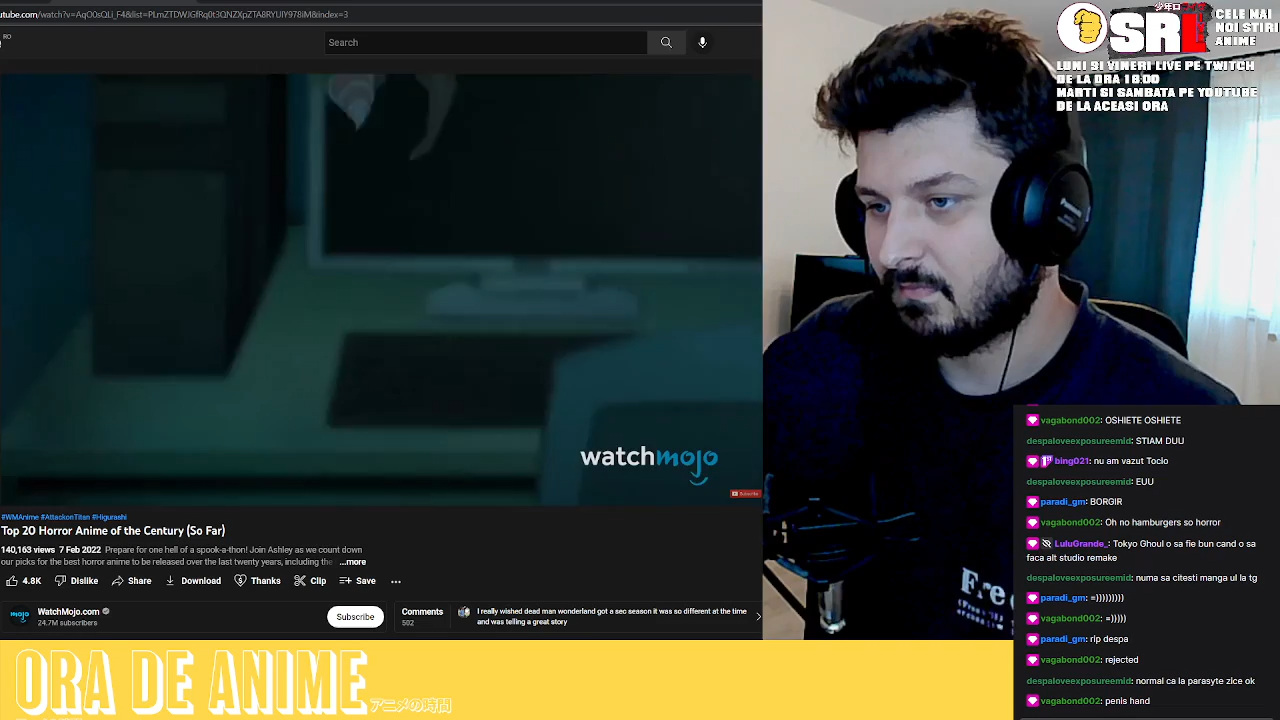 utube.com/watch?v=AqO0sQLi_F4&list=PLmZTDWJGfRq0t3QNZXpZTA8RYUIY978iM&index=3
RO
Search
watchmojo
Subscribe
#WMAnime #AttackonTitan #Higurashi
Top 20 Horror Anime of the Century (So Far)
140,163 views 7 Feb 2022 Prepare for one hell of a spook-a-thon! Join Ashley as we count down
our picks for the best horror anime to be released over the last twenty years, including the ...more
4.8K Dislike Share Download Thanks Clip Save
mojo
WatchMojo.com
24.7M subscribers
Subscribe
Comments
502
I really wished dead man wonderland got a sec season it was so different at the time
and was telling a great story
ORA DE ANIME
アニメの時間
SRL
CELE MAI
NOI STIRI
ANIME
LUNI SI VINERI LIVE PE TWITCH
DE LA ORA 16:00
MARTI SI SAMBATA PE YOUTUBE
DE LA ACEASI ORA
Fre
vagabond002: OSHIETE OSHIETE
despaloveexposureemid: STIAM DUU
bing021: nu am vazut Tocio
despaloveexposureemid: EUU
paradi_gm: BORGIR
vagabond002: Oh no hamburgers so horror
LuluGrande_: Tokyo Ghoul o sa fie bun cand o sa
faca alt studio remake
despaloveexposureemid: numa sa citesti manga ul la tg
paradi_gm: =)))))))))
vagabond002: =)))))
paradi_gm: rip despa
vagabond002: rejected
despaloveexposureemid: normal ca la parasyte zice ok
vagabond002: penis hand